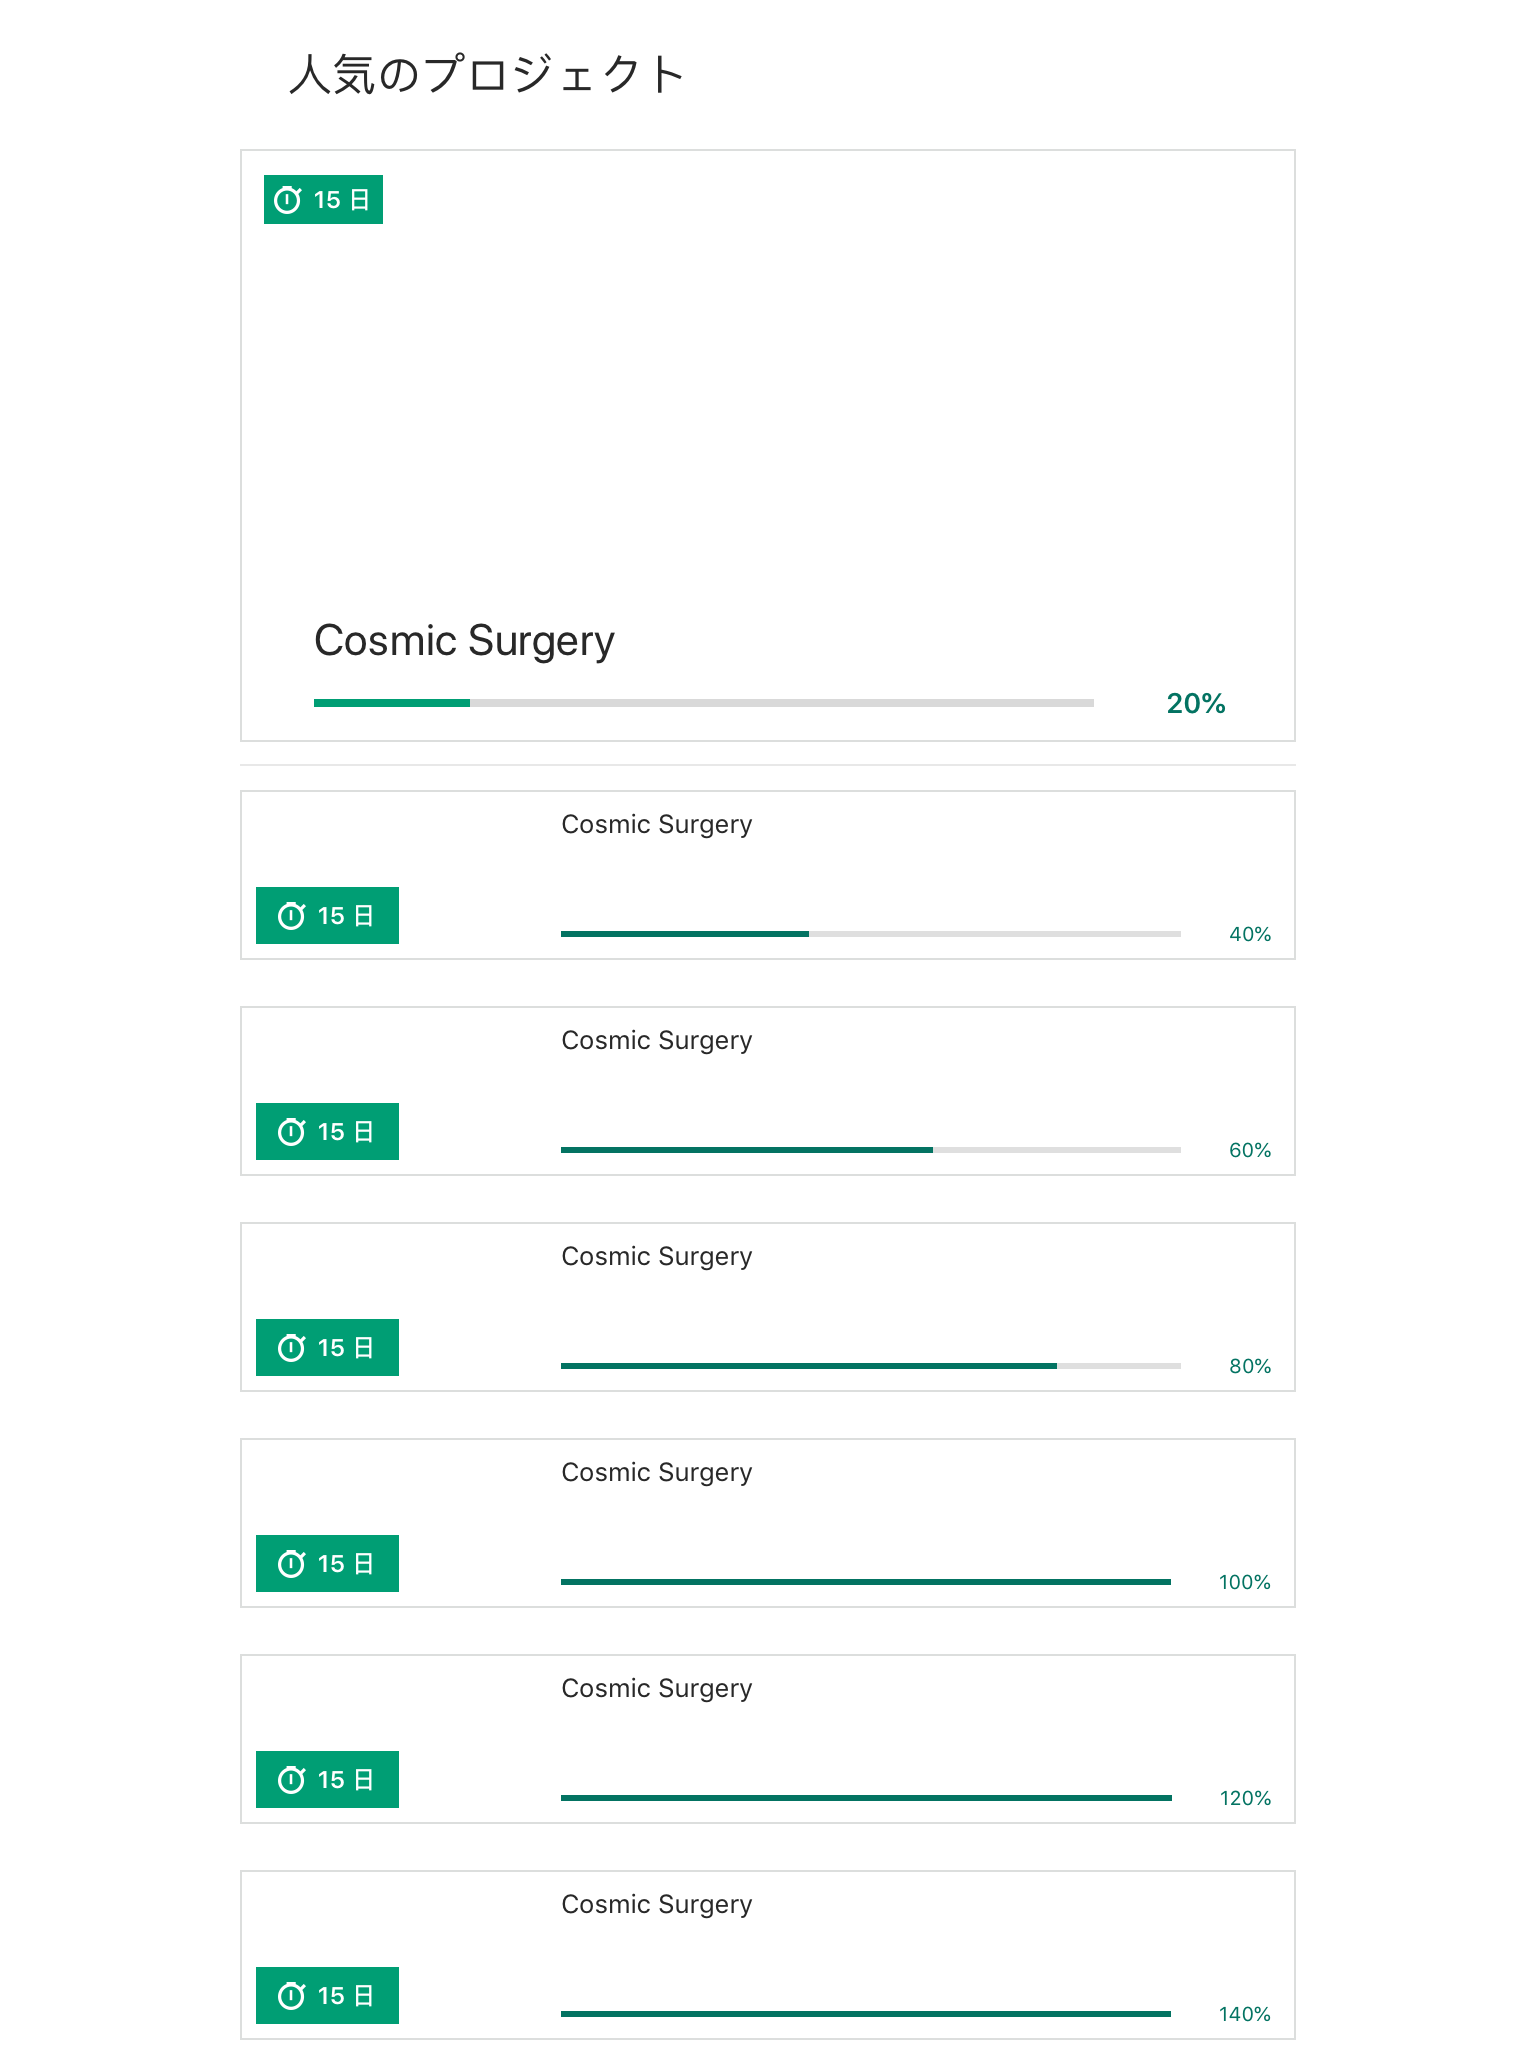 人気のプロジェクト
15 日
Cosmic Surgery
20%
Cosmic Surgery
15 日
40%
Cosmic Surgery
15 日
60%
Cosmic Surgery
15 日
80%
Cosmic Surgery
15 日
100%
Cosmic Surgery
15 日
120%
Cosmic Surgery
15 日
140%